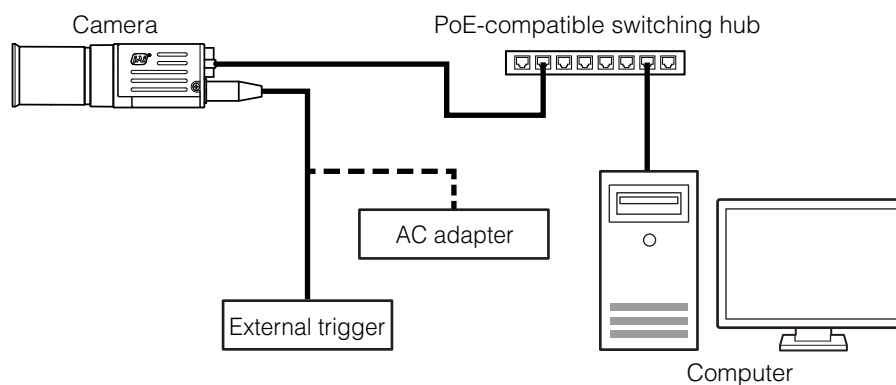 Camera
PoE-compatible switching hub
AC adapter
External trigger
Computer